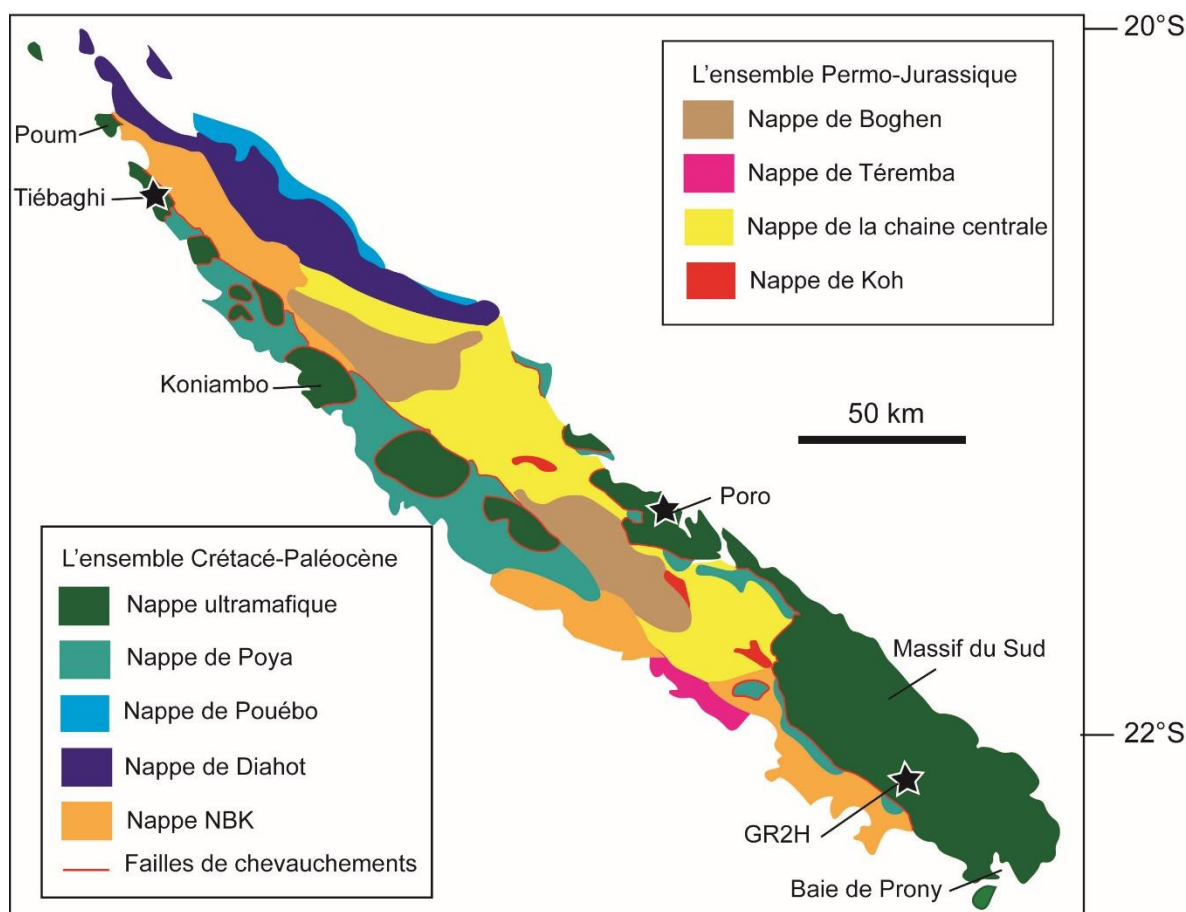 20°S
L'ensemble Permo-Jurassique
Nappe de Boghen
Nappe de Téremba
Nappe de la chaine centrale
Nappe de Koh
Poum
Tiébaghi
Koniambo
50 km
Poro
L'ensemble Crétacé-Paléocène
Nappe ultramafique
Nappe de Poya
Nappe de Pouébo
Nappe de Diahot
Nappe NBK
Failles de chevauchements
Massif du Sud
22°S
GR2H
Baie de Prony